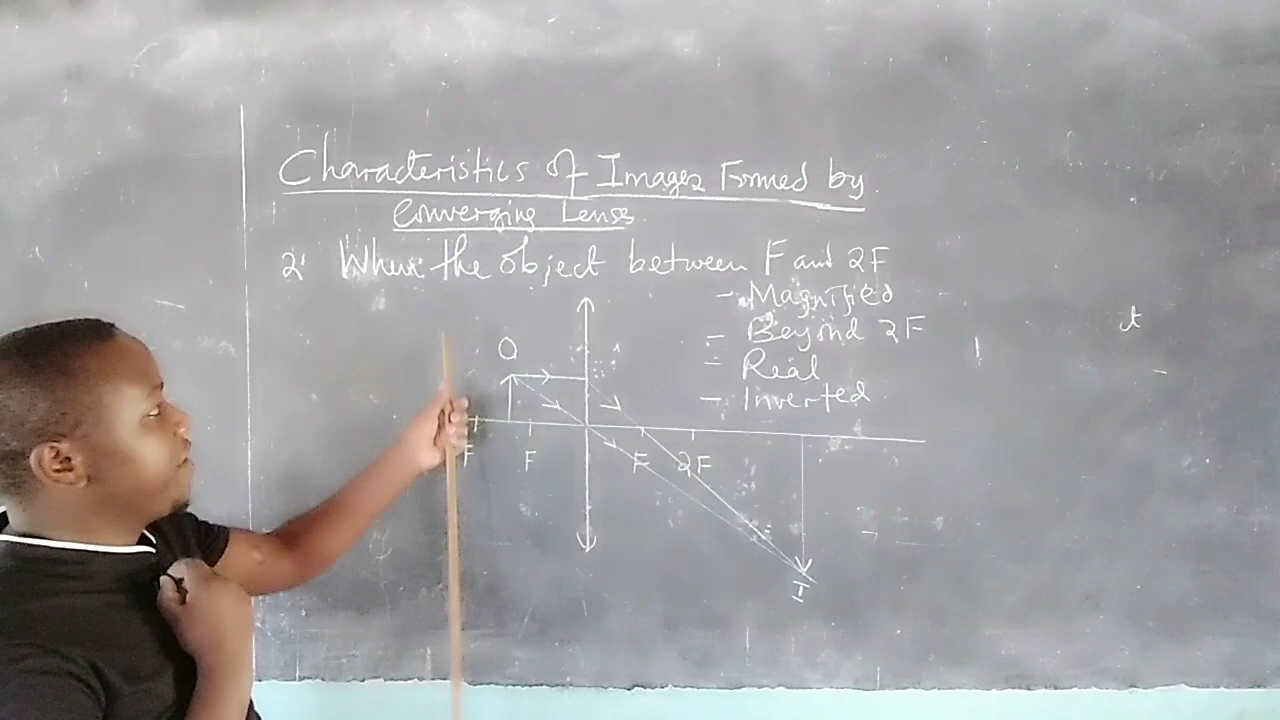 Characteristics of Images Formed by
Converging Lenses
2. When the object between F and 2F
- Magnified
- Beyond 2F
- Real
- Inverted
O
F
F
F
2F
I
t